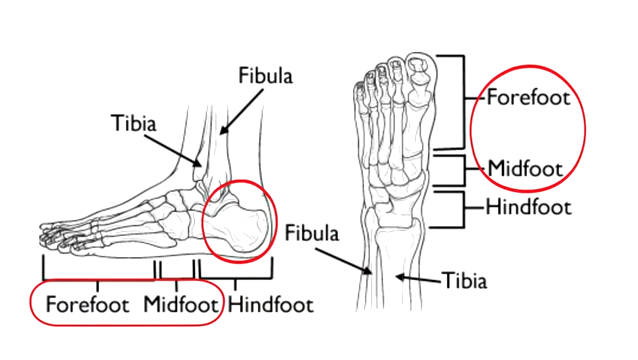 Fibula
Tibia
Forefoot Midfoot Hindfoot
Forefoot
Midfoot
Hindfoot
Fibula
Tibia